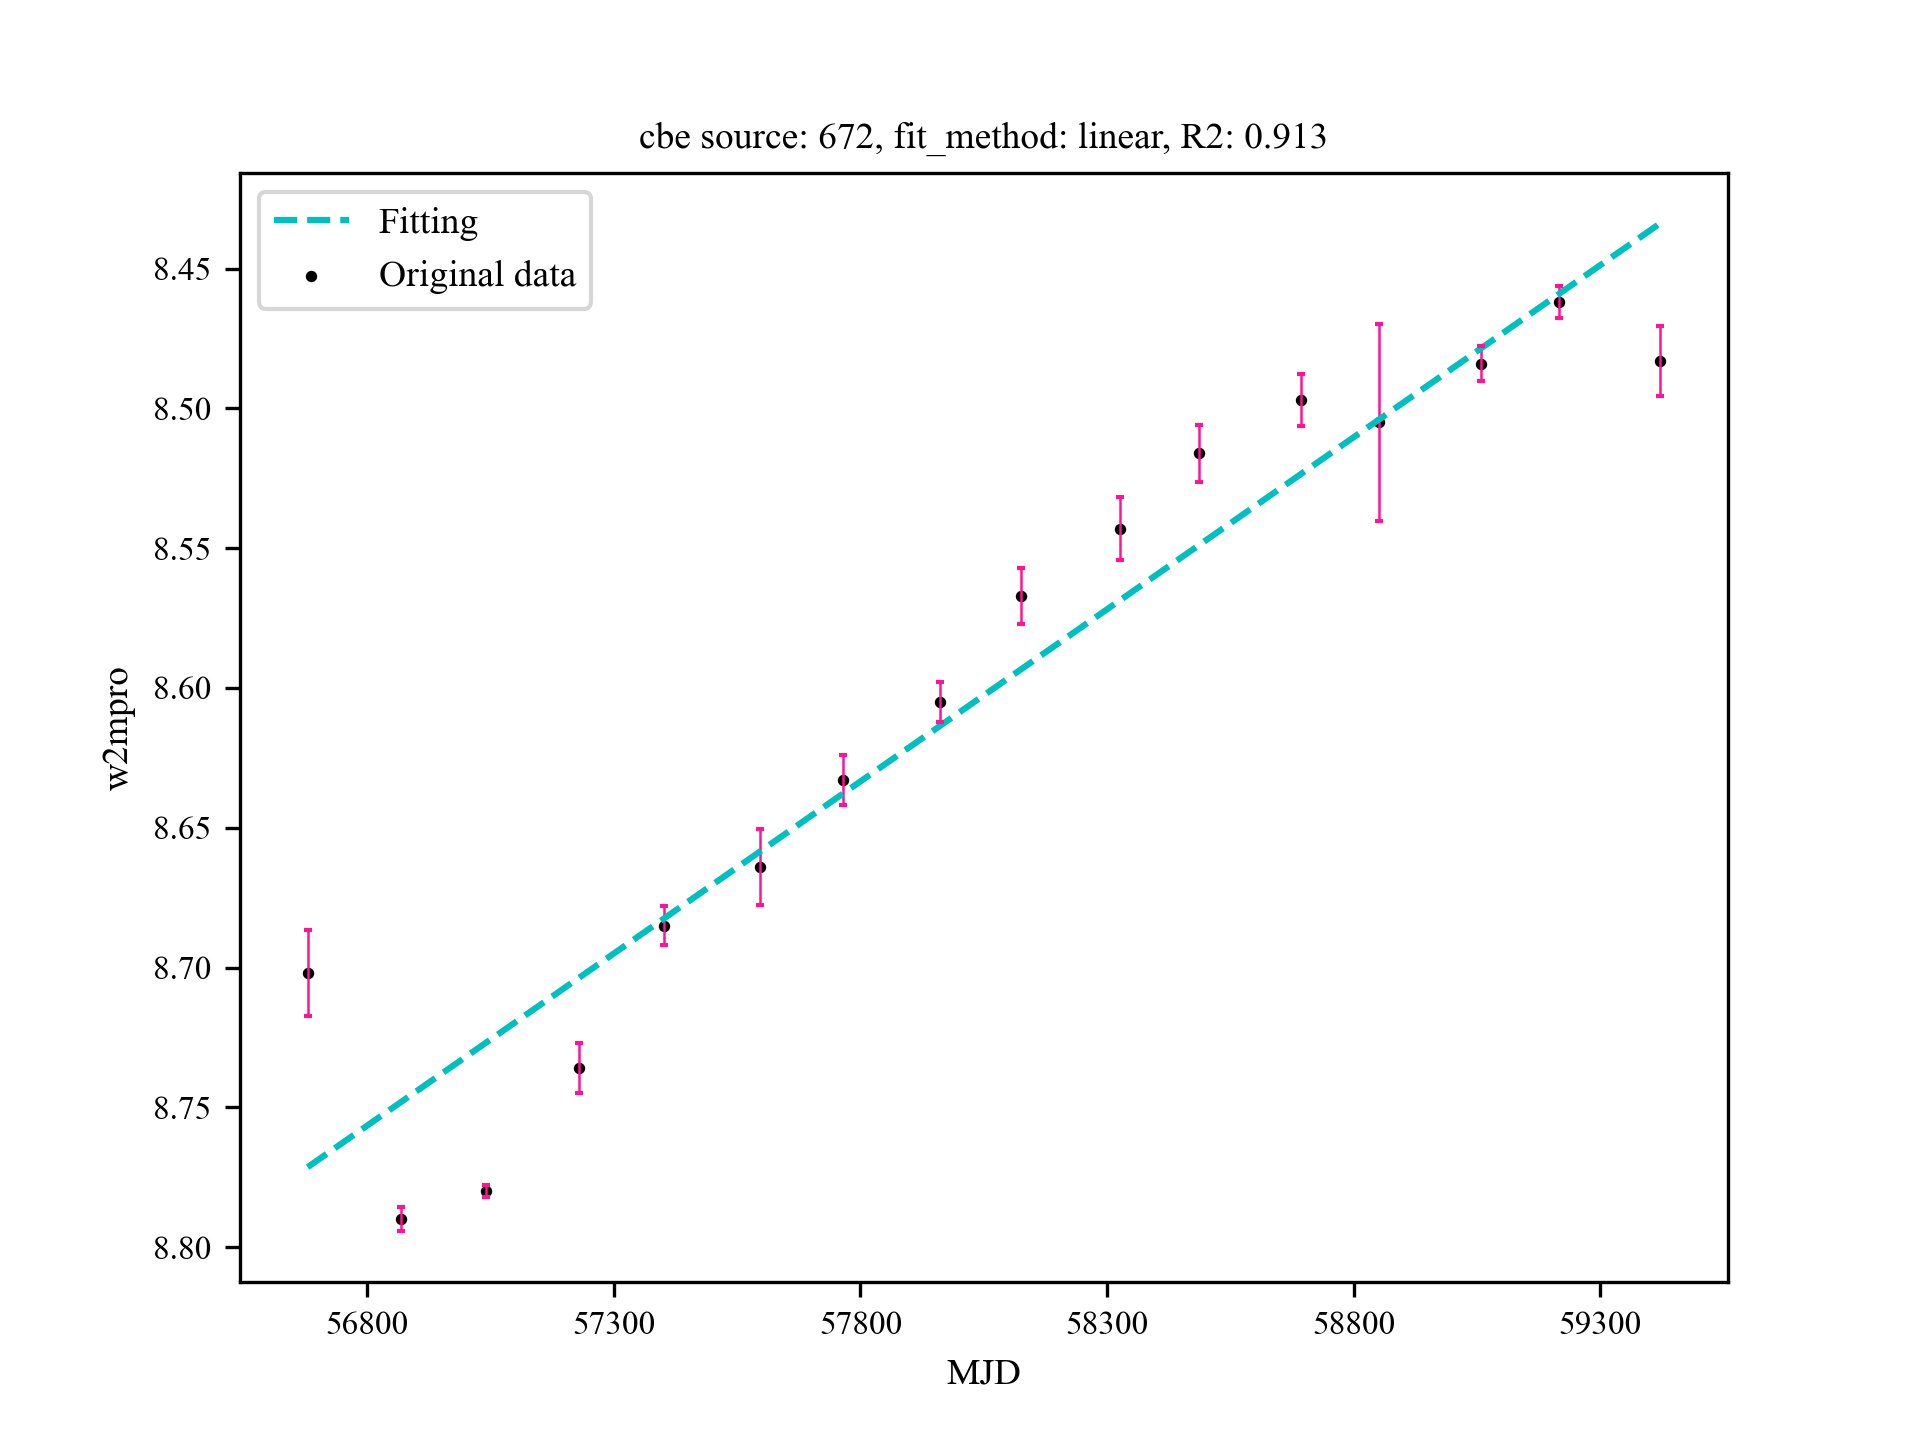 cbe source: 672, fit_method: linear, R2: 0.913
Fitting
Original data
8.45
8.50
8.55
8.60
8.65
8.70
8.75
8.80
w2mpro
56800 57300 57800 58300 58800 59300
MJD